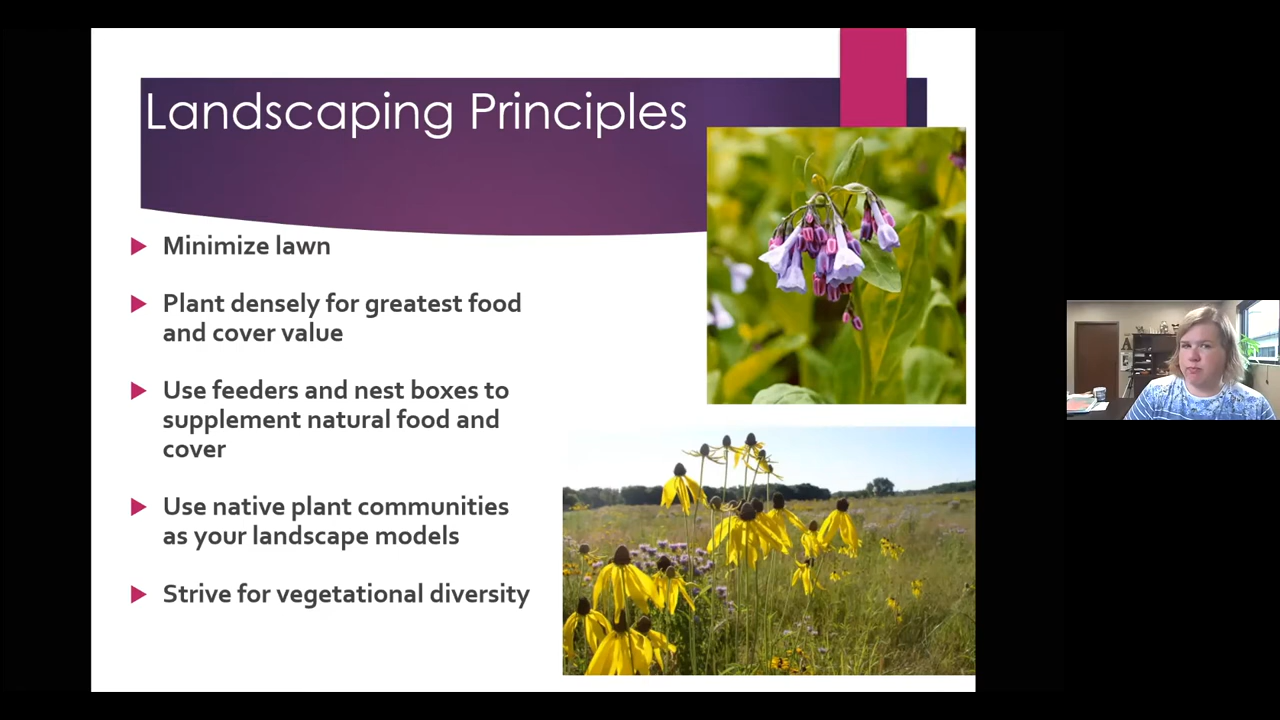 Landscaping Principles
Minimize lawn
Plant densely for greatest food
and cover value
Use feeders and nest boxes to
supplement natural food and
cover
Use native plant communities
as your landscape models
Strive for vegetational diversity